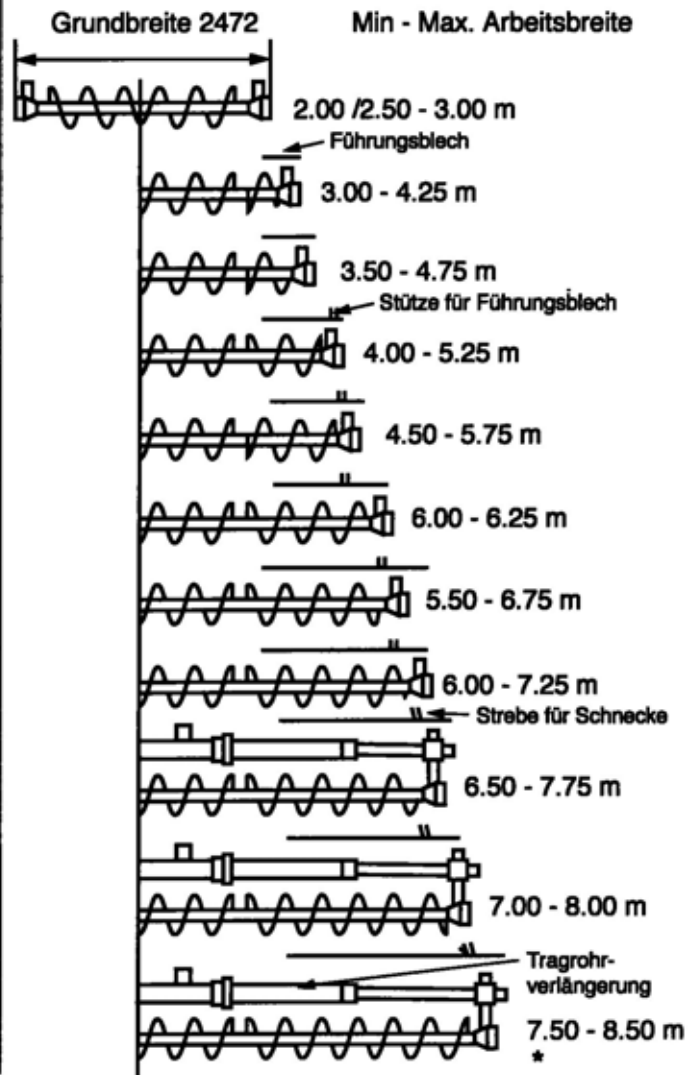 Grundbreite 2472
Min - Max. Arbeitsbreite
2.00 /2.50 - 3.00 m
Führungsblech
3.00 - 4.25 m
3.50 - 4.75 m
Stütze für Führungsblech
4.00 - 5.25 m
4.50 - 5.75 m
6.00 - 6.25 m
5.50 - 6.75 m
6.00 - 7.25 m
Strebe für Schnecke
6.50 - 7.75 m
7.00 - 8.00 m
Tragrohr-
verlängerung
7.50 - 8.50 m
*